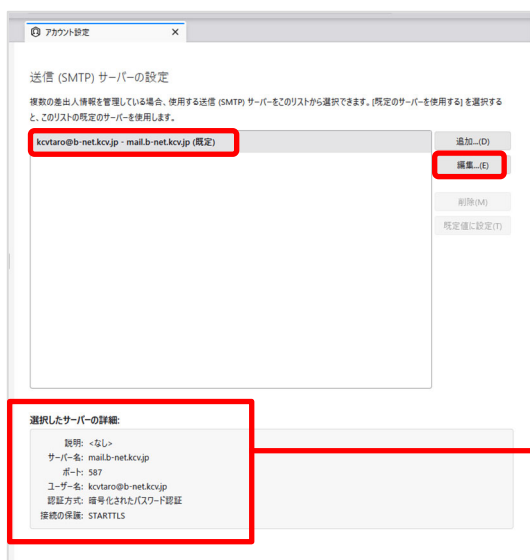 アカウント設定 ×
送信 (SMTP) サーバーの設定
複数の差出人情報を管理している場合、使用する送信 (SMTP) サーバーをこのリストから選択できます。[既定のサーバーを使用する] を選択する
と、このリストの既定のサーバーを使用します。
kcvtaro@b-net.kcv.jp - mail.b-net.kcv.jp (既定)
追加...(D)
編集...(E)
削除(M)
既定値に設定(T)
選択したサーバーの詳細:
説明: <なし>
サーバー名: mail.b-net.kcv.jp
ポート: 587
ユーザー名: kcvtaro@b-net.kcv.jp
認証方式: 暗号化されたパスワード認証
接続の保護: STARTTLS